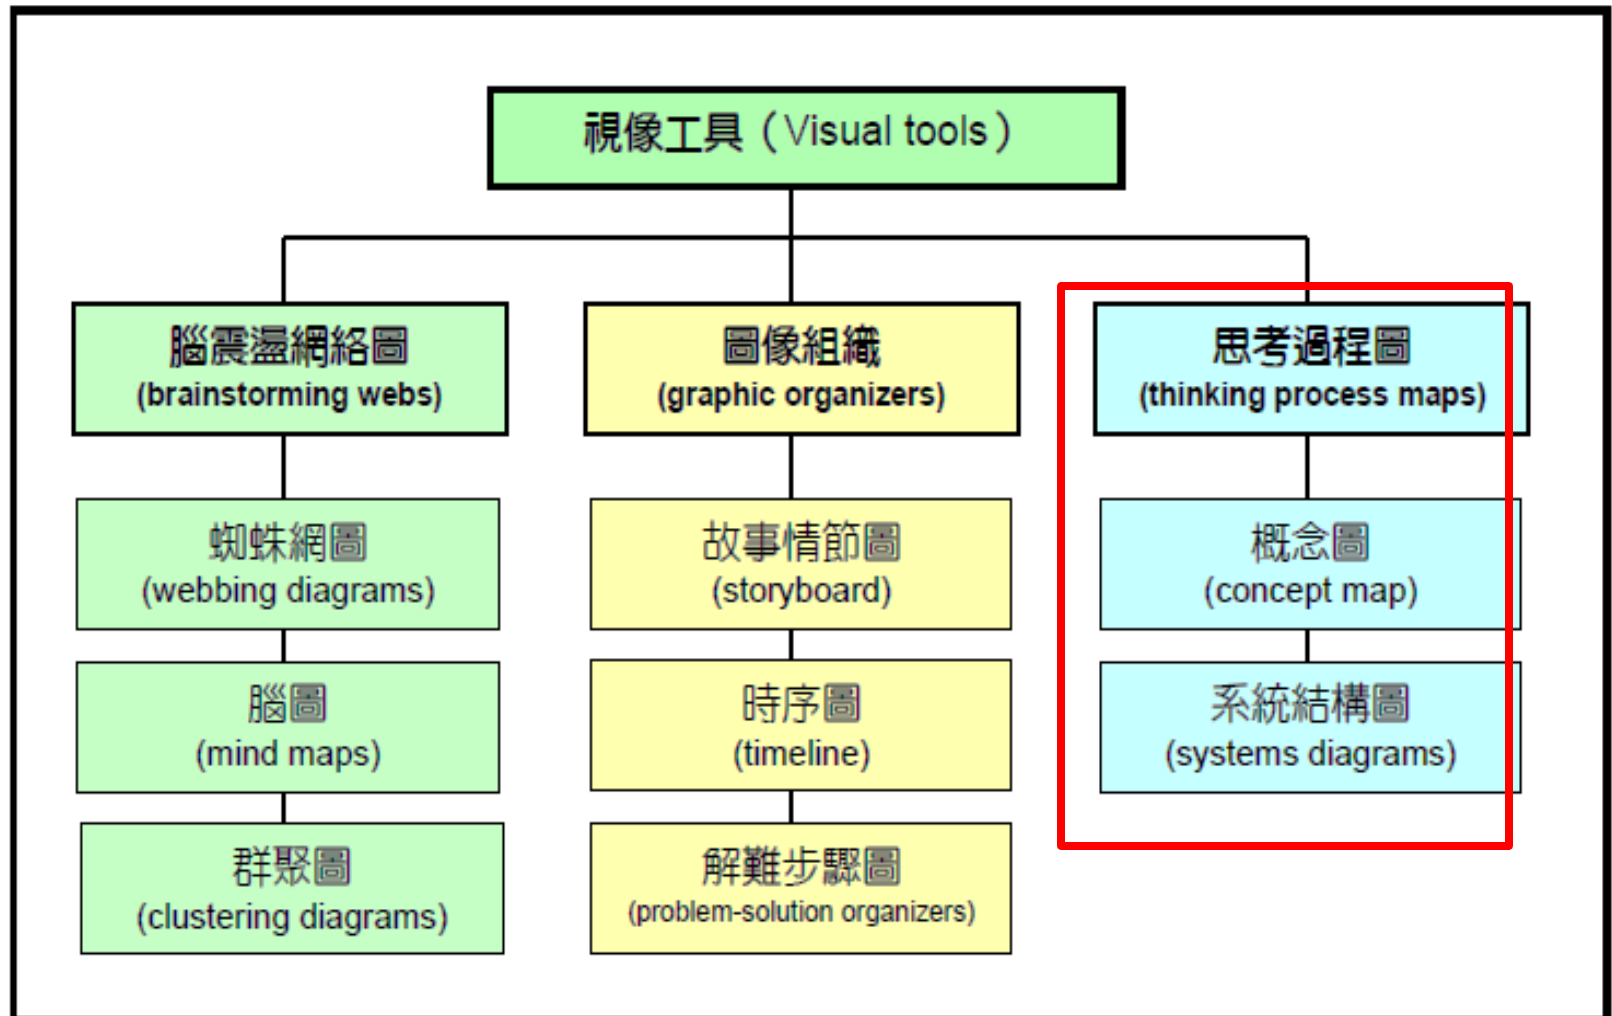 視像工具（Visual tools）
腦震盪網絡圖
(brainstorming webs)
蜘蛛網圖
(webbing diagrams)
腦圖
(mind maps)
群聚圖
(clustering diagrams)
圖像組織
(graphic organizers)
故事情節圖
(storyboard)
時序圖
(timeline)
解難步驟圖
(problem-solution organizers)
思考過程圖
(thinking process maps)
概念圖
(concept map)
系統結構圖
(systems diagrams)